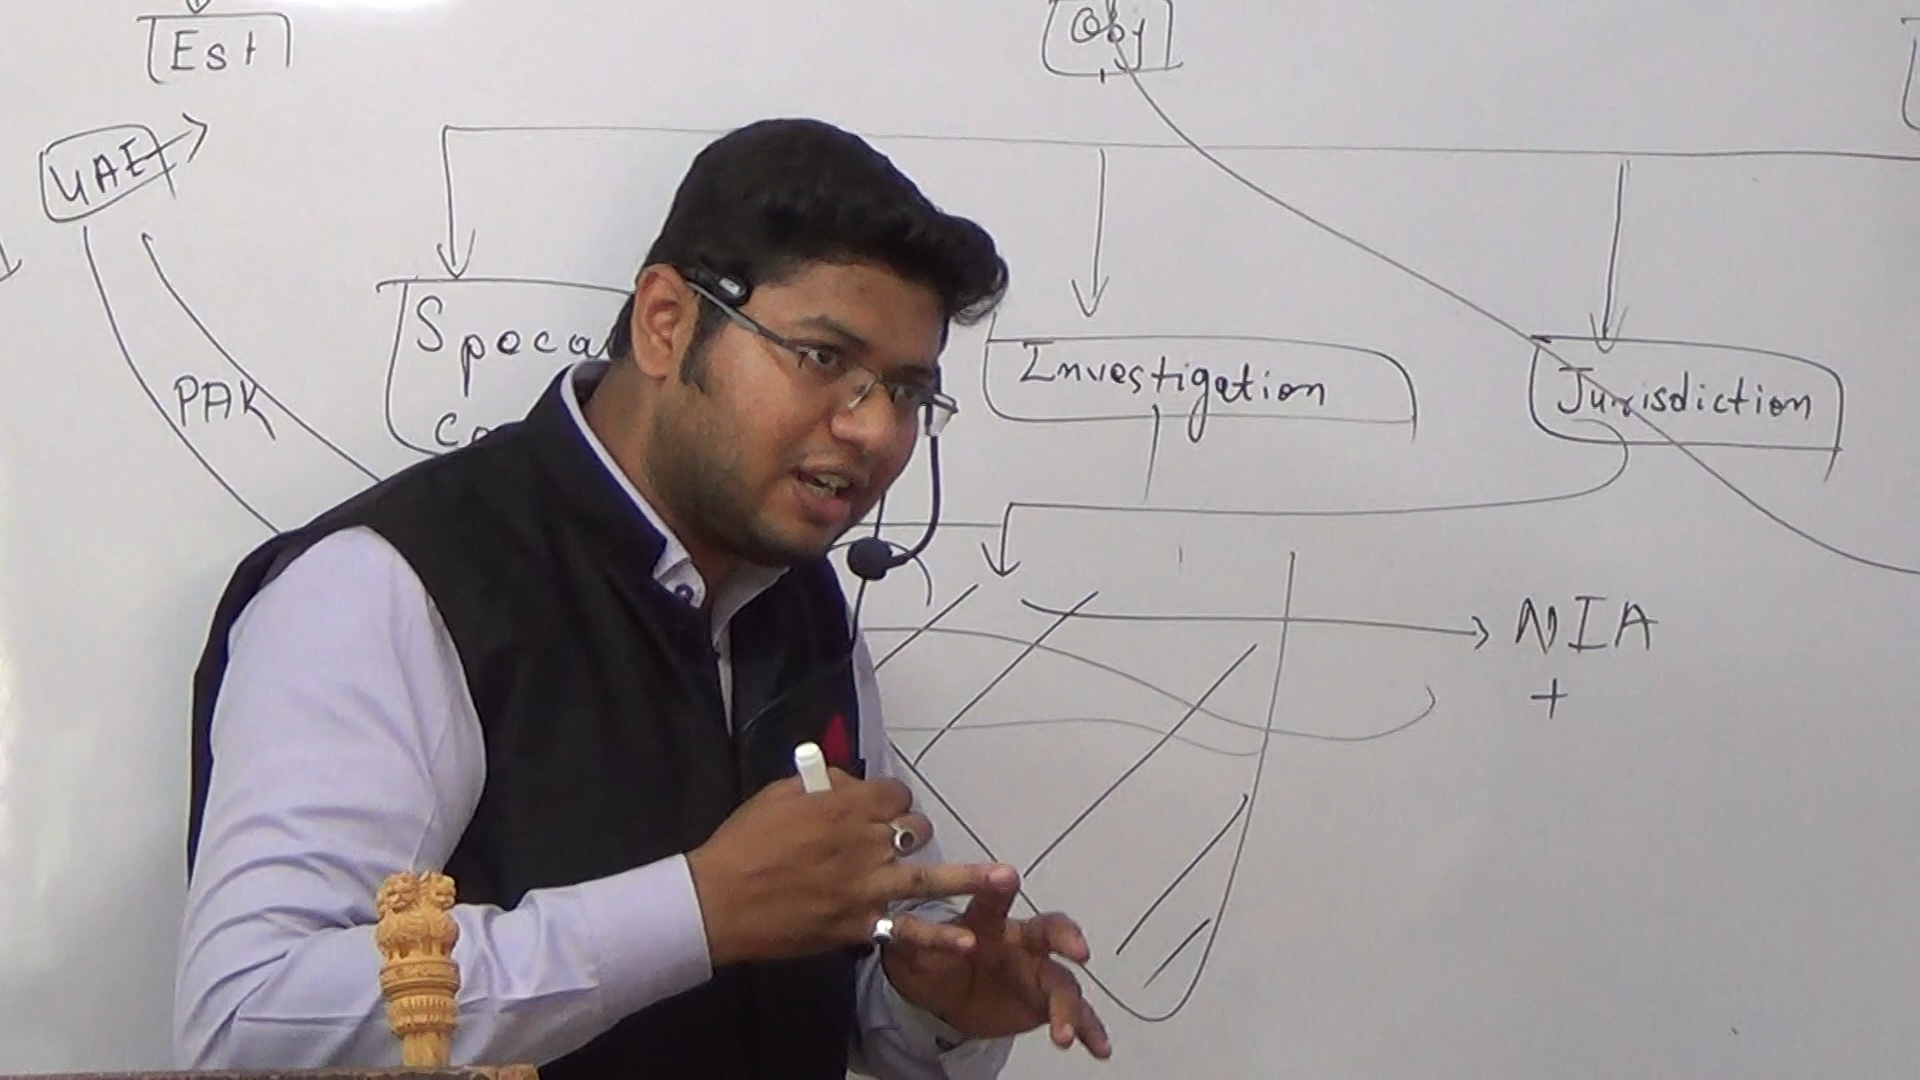 Est
Obj
UAE
PAK
Investigation
Jurisdiction
NIA
+